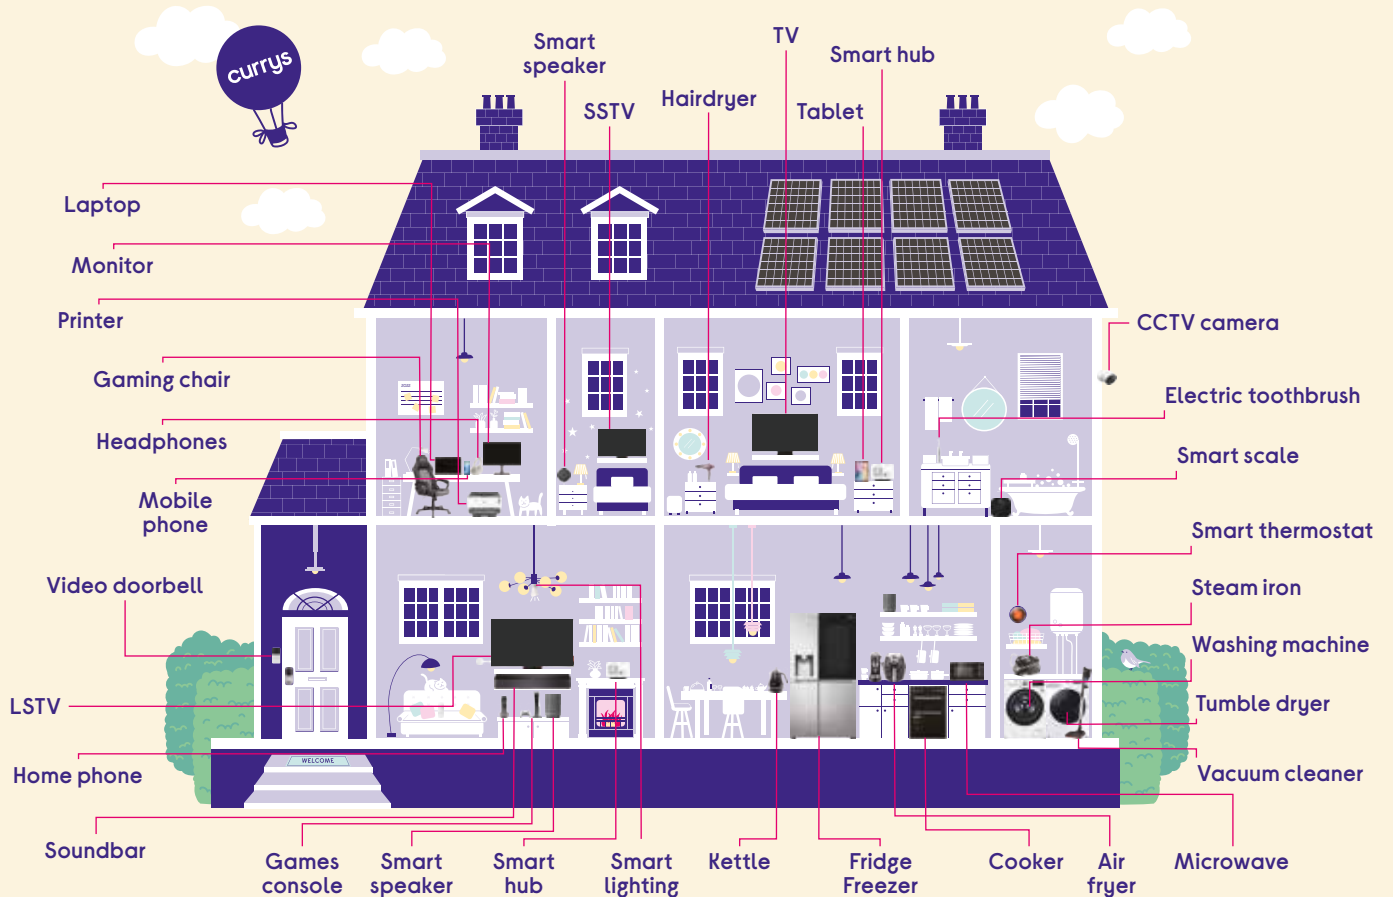 currys
Smart
speaker
TV
Smart hub
SSTV
Hairdryer
Tablet
Laptop
Monitor
Printer
CCTV camera
Gaming chair
Electric toothbrush
Headphones
Smart scale
Mobile
phone
Smart thermostat
Video doorbell
Steam iron
Washing machine
LSTV
Tumble dryer
Home phone
WELCOME
Vacuum cleaner
Soundbar
Games
console
Smart
speaker
Smart
hub
Smart
lighting
Kettle
Fridge
Freezer
Cooker
Air
fryer
Microwave